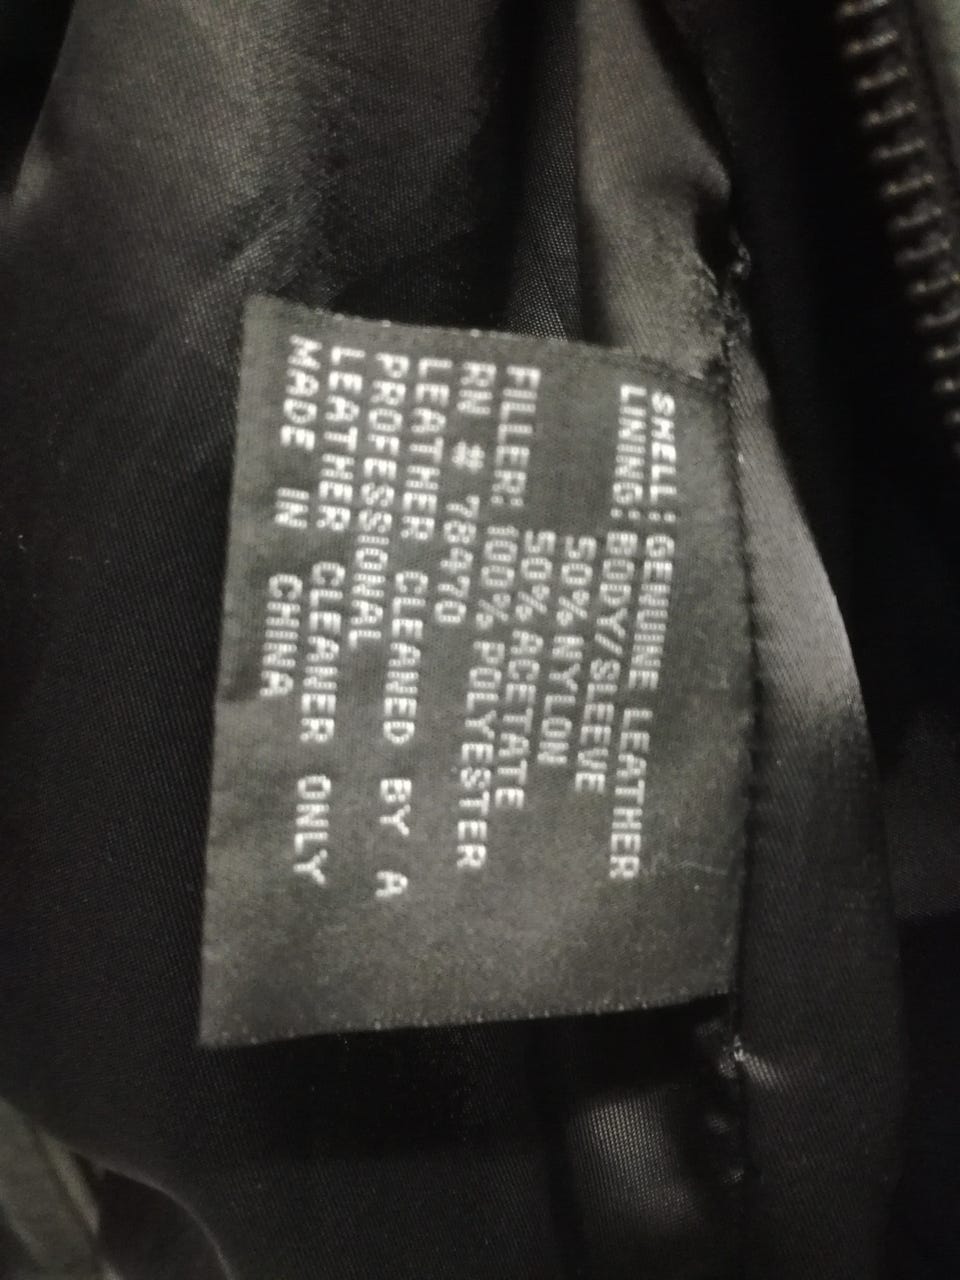 SHELL: GENUINE LEATHER
LINING: BODY/SLEEVE
50% NYLON
50% ACETATE
FILLER: 100% POLYESTER
RN # 78470
LEATHER CLEANED BY A
PROFESSIONAL
LEATHER CLEANER ONLY
MADE IN CHINA